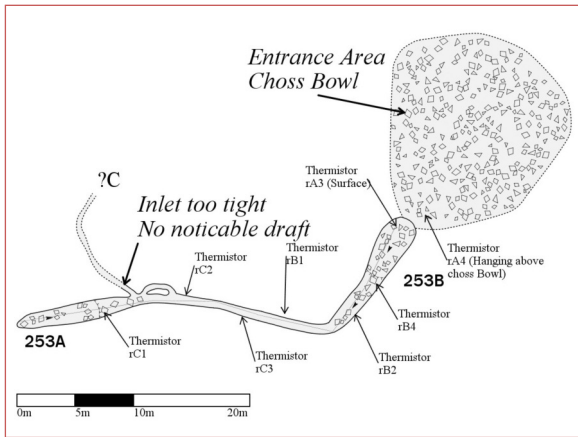 Entrance Area
Choss Bowl
?C
Inlet too tight
No noticable draft
Thermistor
rA3 (Surface)
Thermistor
rC2
Thermistor
rB1
Thermistor
rA4 (Hanging above
choss Bowl)
253B
Thermistor
rB4
253A
Thermistor
rC1
Thermistor
rC3
Thermistor
rB2
0m
5m
10m
20m